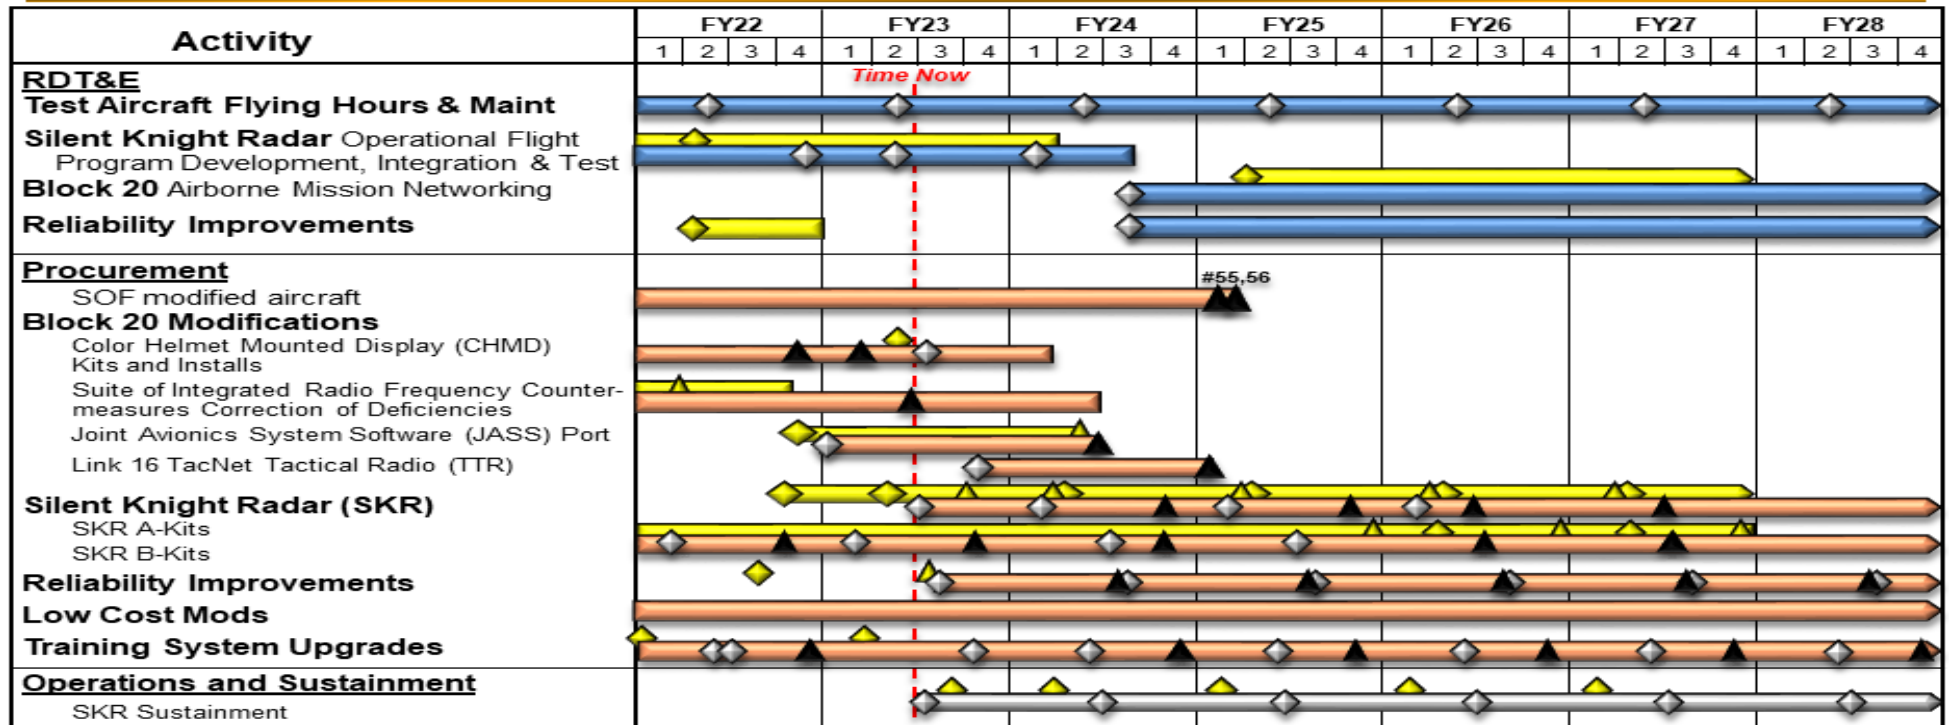 Activity
FY22 FY23 FY24 FY25 FY26 FY27 FY28
1 2 3 4 1 2 3 4 1 2 3 4 1 2 3 4 1 2 3 4 1 2 3 4 1 2 3 4
Time Now
RDT&E
Test Aircraft Flying Hours & Maint
Silent Knight Radar Operational Flight
Program Development, Integration & Test
Block 20 Airborne Mission Networking
Reliability Improvements
Procurement
#55,56
SOF modified aircraft
Block 20 Modifications
Color Helmet Mounted Display (CHMD)
Kits and Installs
Suite of Integrated Radio Frequency Counter-
measures Correction of Deficiencies
Joint Avionics System Software (JASS) Port
Link 16 TacNet Tactical Radio (TTR)
Silent Knight Radar (SKR)
SKR A-Kits
SKR B-Kits
Reliability Improvements
Low Cost Mods
Training System Upgrades
Operations and Sustainment
SKR Sustainment